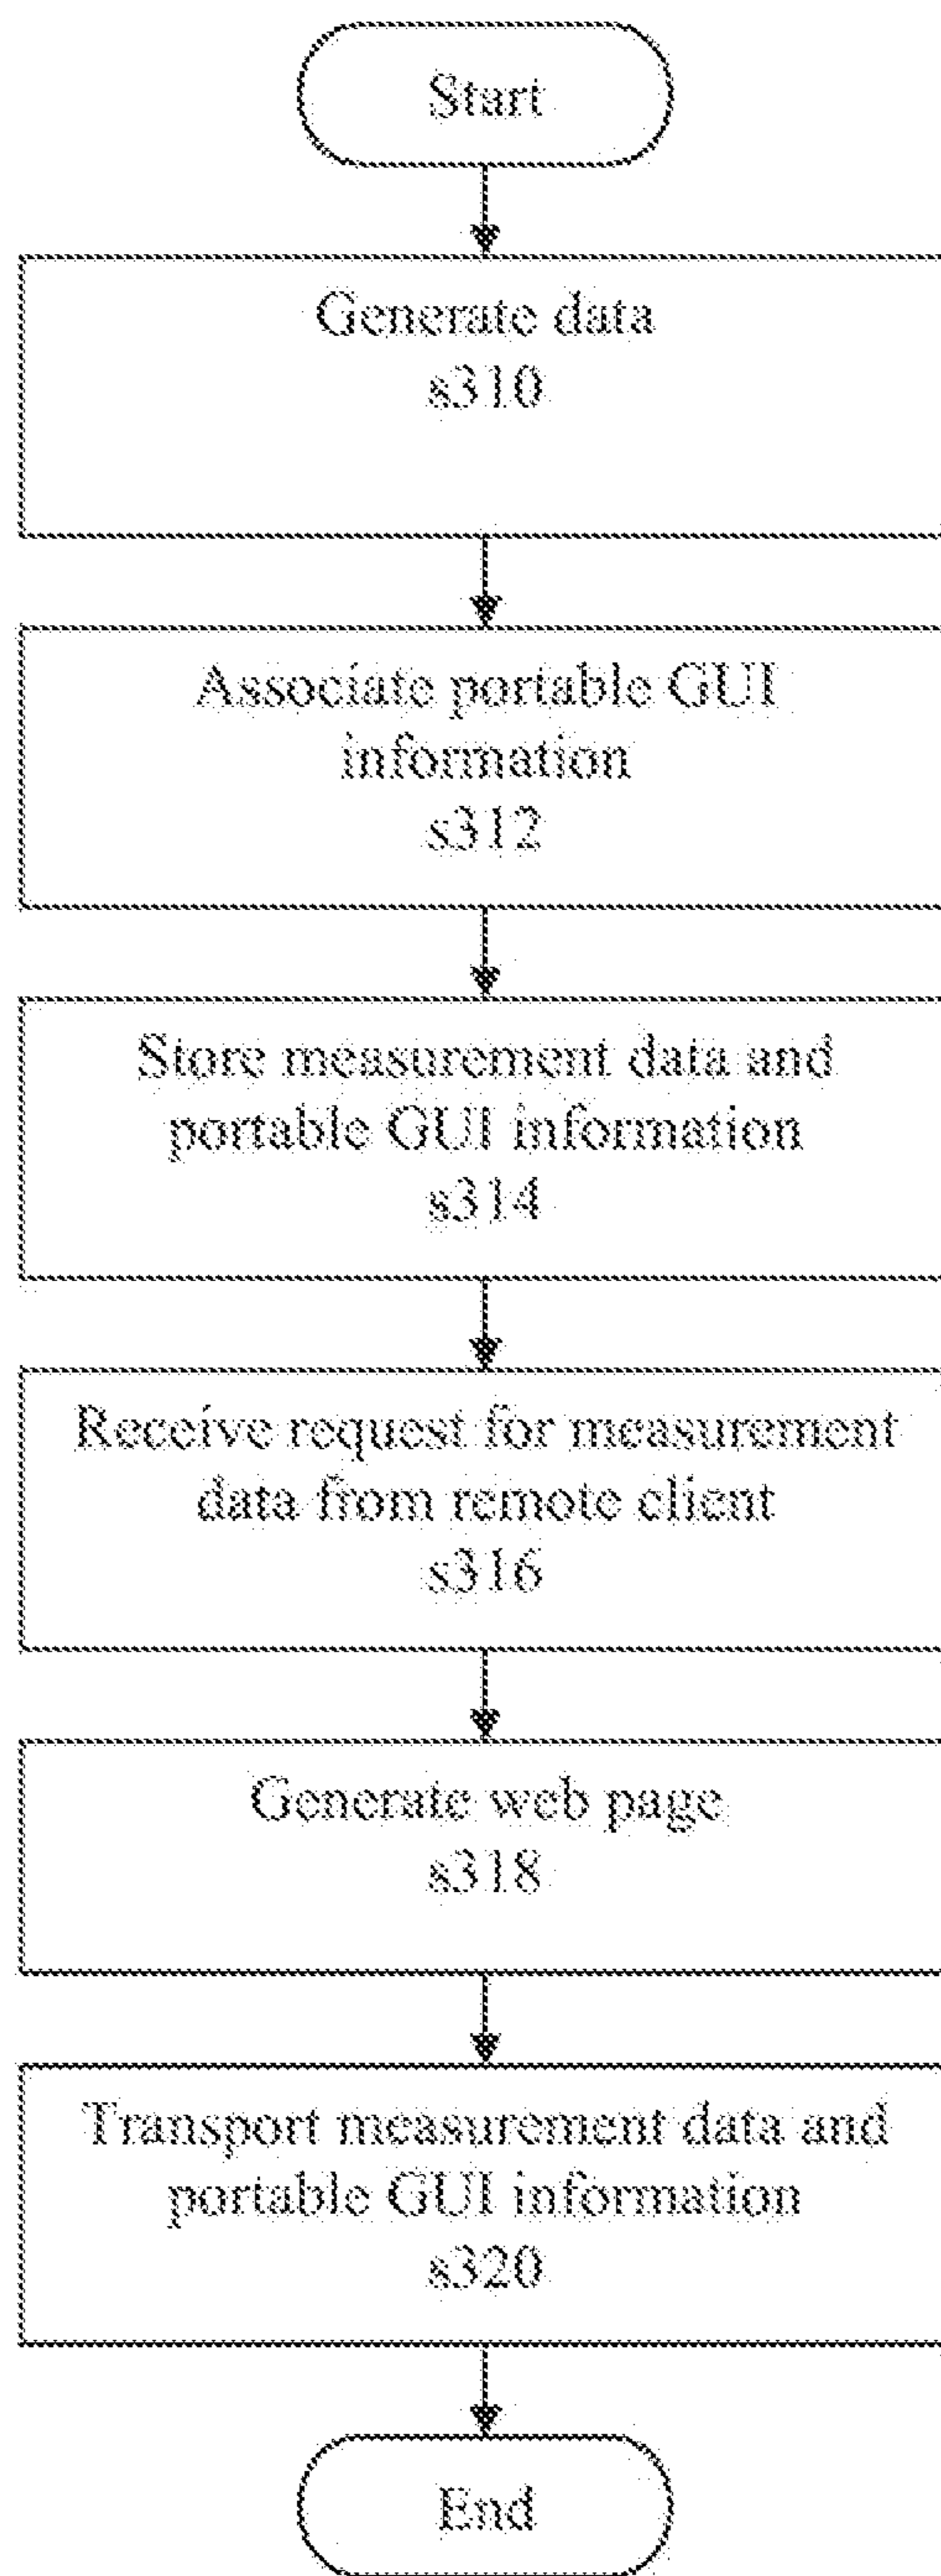 Start
Generate data
s310
Associate portable GUI
information
s312
Store measurement data and
portable GUI information
s314
Receive request for measurement
data from remote client
s316
Generate web page
s318
Transport measurement data and
portable GUI information
s320
End